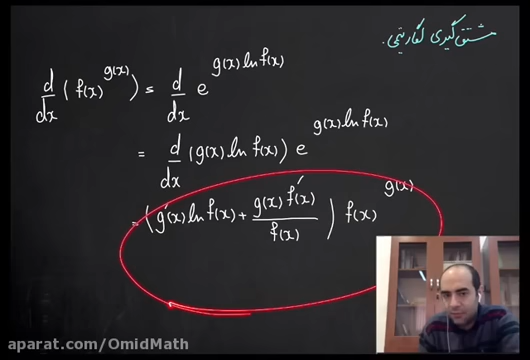 مشتق گیری لگاریتمی.
d/dx (f(x)^g(x)) = d/dx e^g(x) ln f(x)
= d/dx (g(x) ln f(x)) e^g(x) ln f(x)
= (g′(x) ln f(x) + g(x) f′(x) / f(x)) f(x)^g(x)
aparat.com/OmidMath